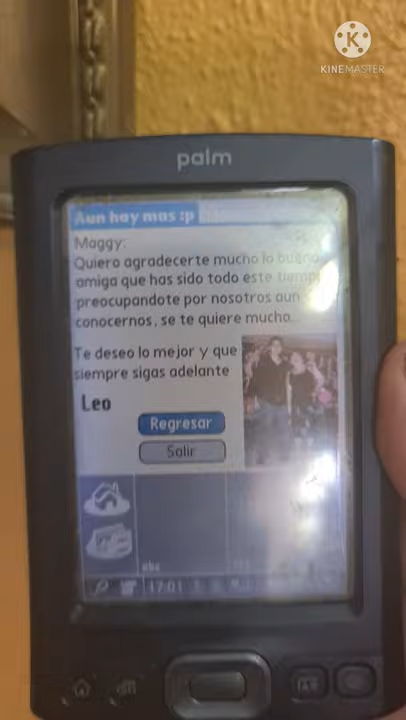 KINEMASTER
palm
Aun hay mas :p
Maggy:
Quiero agradecerte mucho lo buena
amiga que has sido todo este tiempo
preocupandote por nosotros aun
conocernos, se te quiere mucho...
Te deseo lo mejor y que
siempre sigas adelante
Leo
Regresar
Salir
abc
17:01